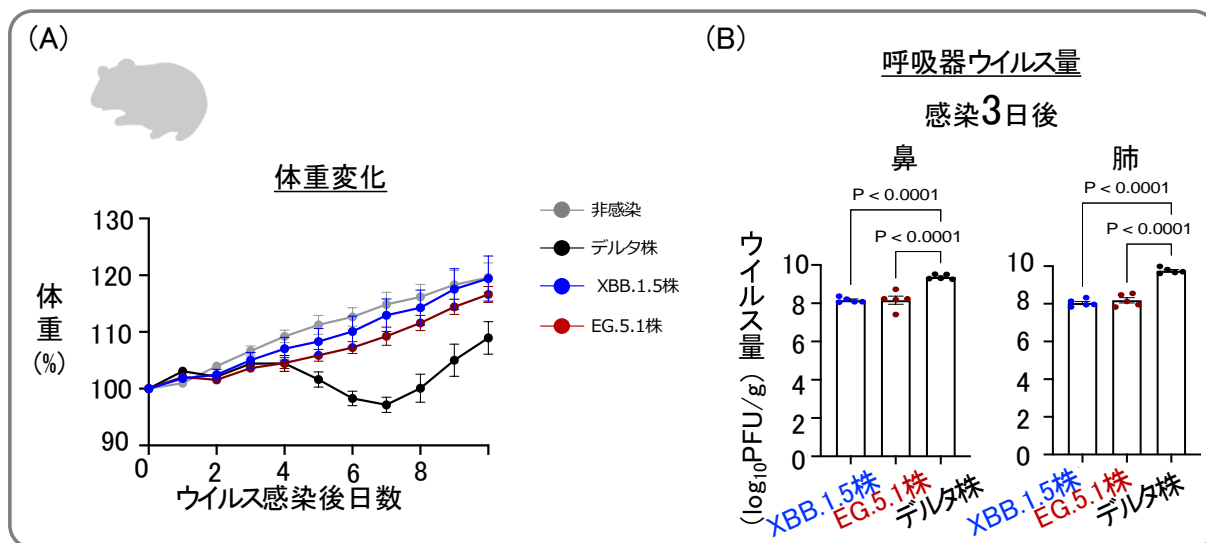 (A)
体重変化
130
120
110
100
90
体重
(%)
0
2
4
6
8
ウイルス感染後日数
非感染
デルタ株
XBB.1.5株
EG.5.1株
(B)
呼吸器ウイルス量
感染3日後
ウイルス量
(log₁₀PFU/g)
鼻
P < 0.0001
P < 0.0001
10
8
6
4
2
0
XBB.1.5株
EG.5.1株
デルタ株
肺
P < 0.0001
P < 0.0001
10
8
6
4
2
0
XBB.1.5株
EG.5.1株
デルタ株